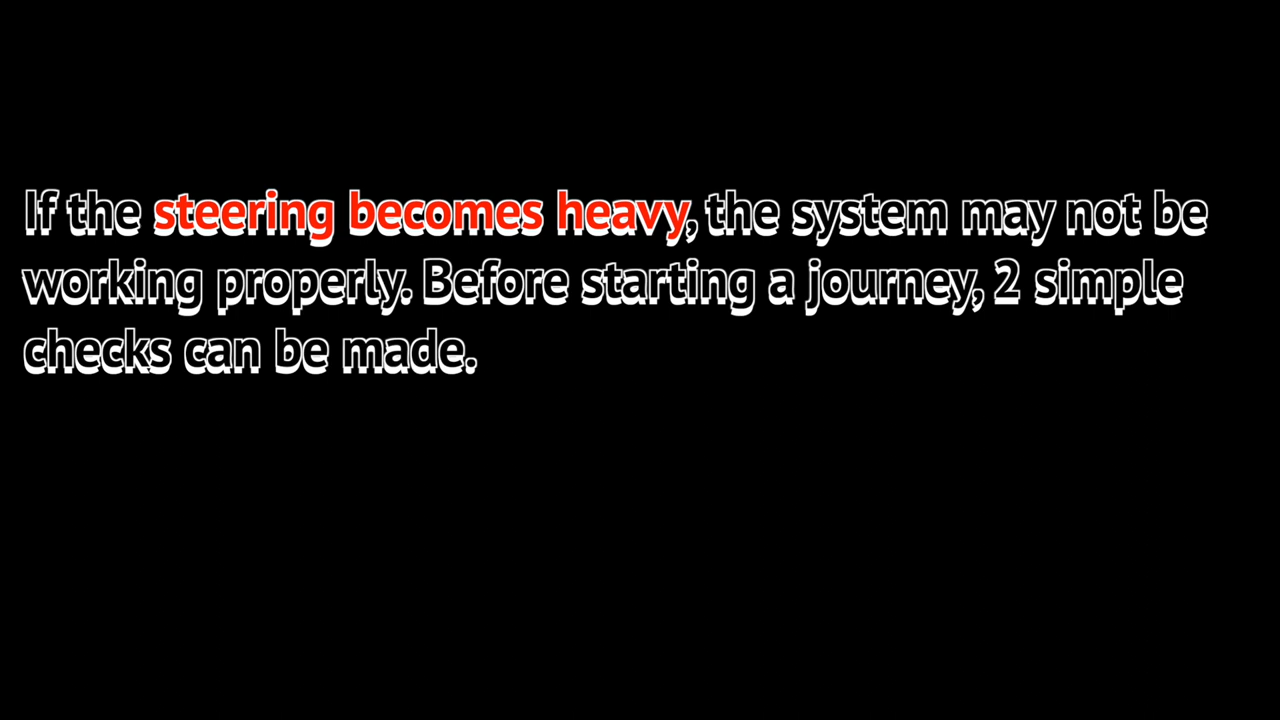 If the steering becomes heavy, the system may not be
working properly. Before starting a journey, 2 simple
checks can be made.